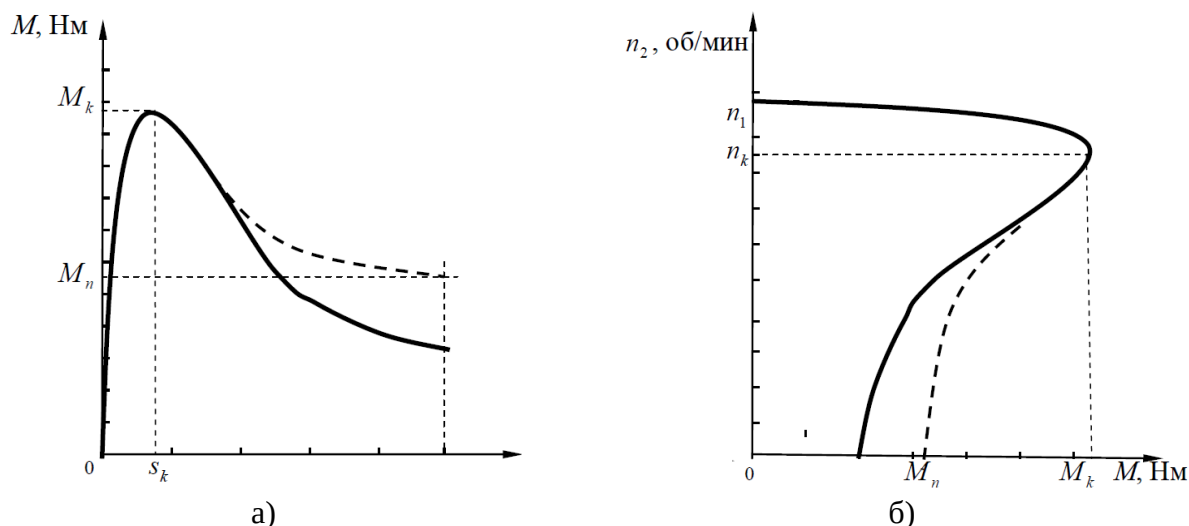 M, Нм
M_k
M_n
0
s_k
а)
n_2 , об/мин
n_1
n_k
0
M_n
M_k
M, Нм
б)